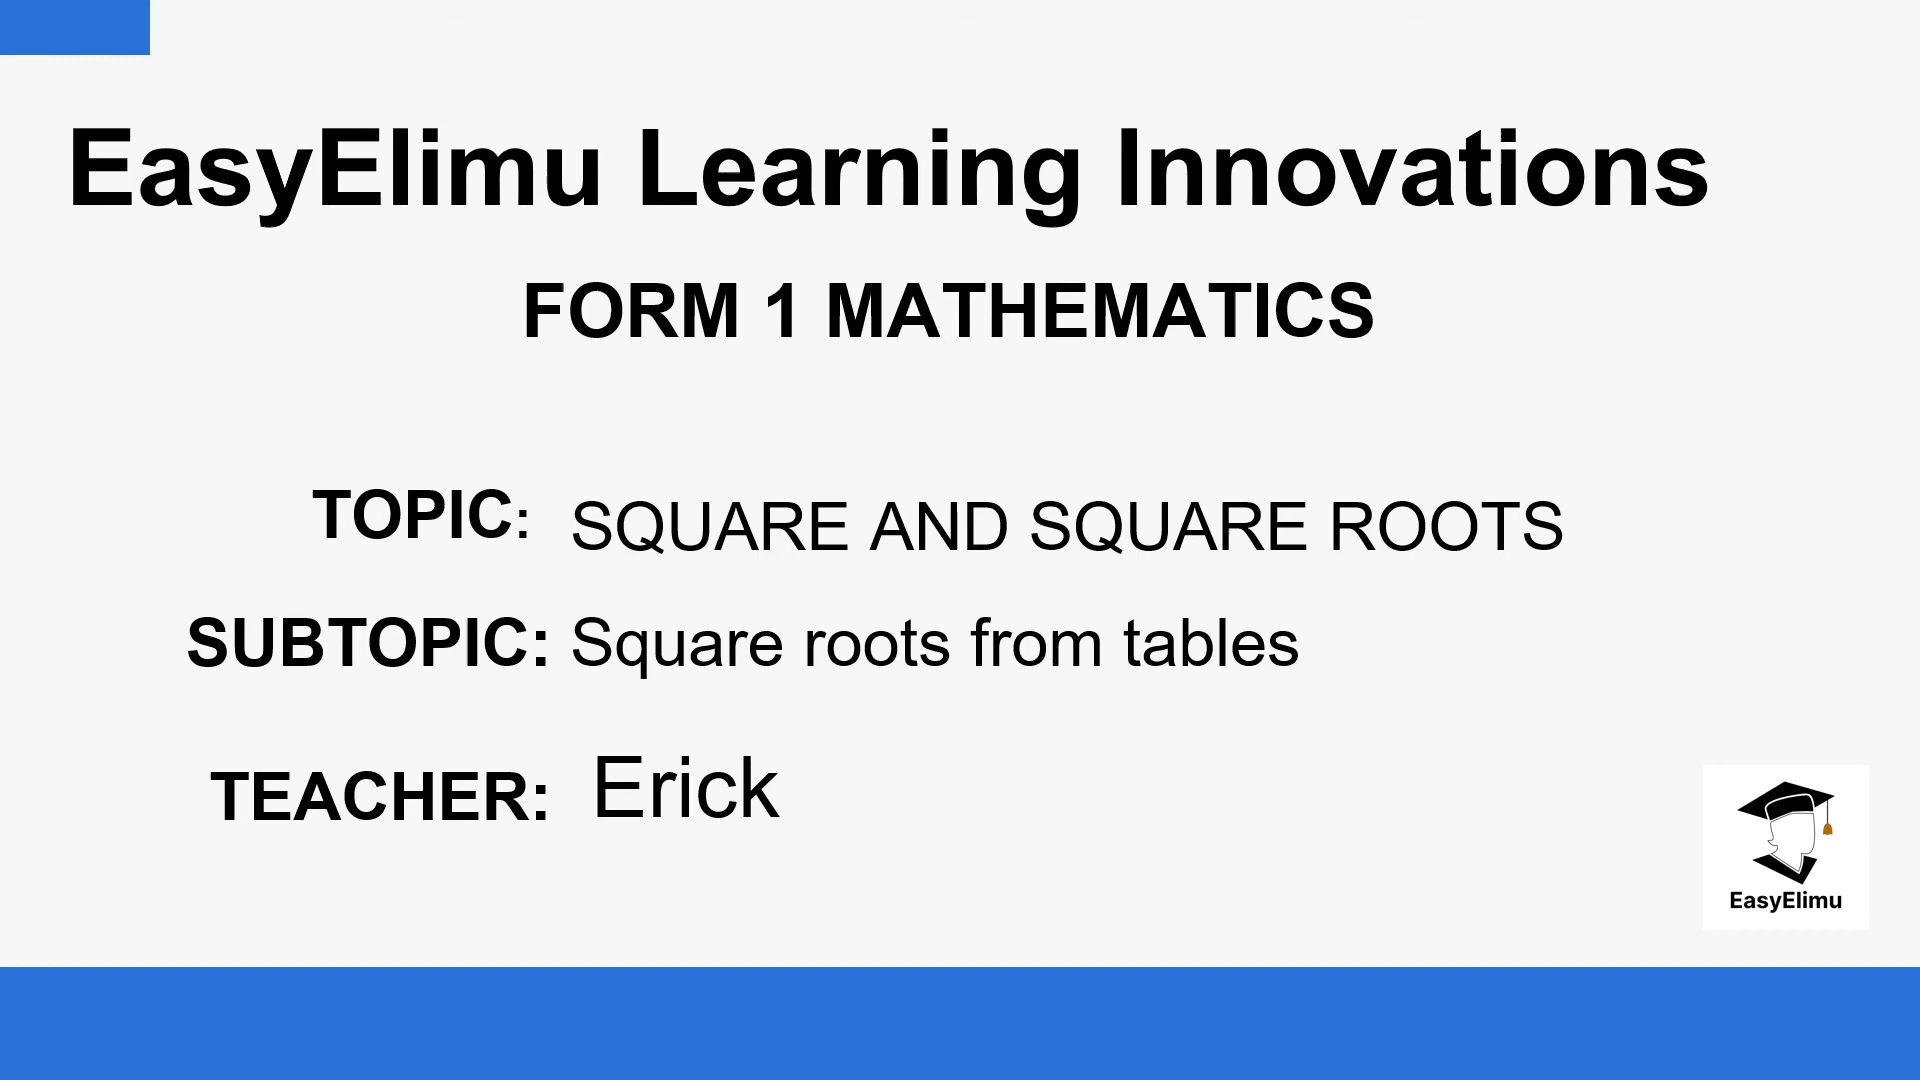 EasyElimu Learning Innovations
FORM 1 MATHEMATICS
TOPIC: SQUARE AND SQUARE ROOTS
SUBTOPIC: Square roots from tables
TEACHER: Erick
EasyElimu